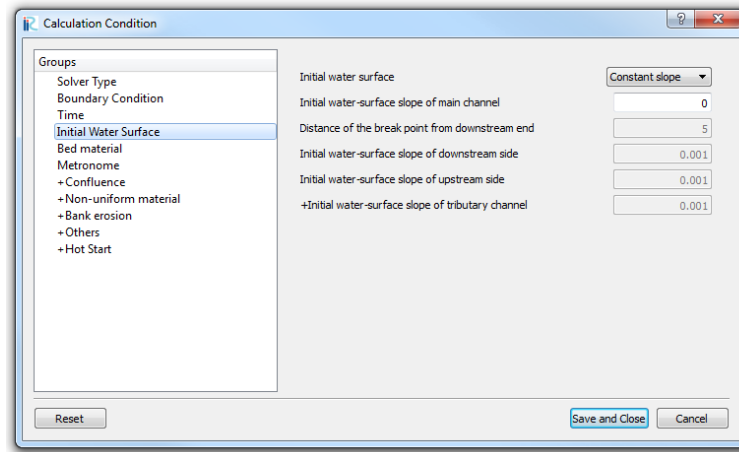 iR Calculation Condition
Groups
Solver Type
Boundary Condition
Time
Initial Water Surface
Bed material
Metronome
+Confluence
+Non-uniform material
+Bank erosion
+Others
+Hot Start
Initial water surface Constant slope
Initial water-surface slope of main channel 0
Distance of the break point from downstream end 5
Initial water-surface slope of downstream side 0.001
Initial water-surface slope of upstream side 0.001
+Initial water-surface slope of tributary channel 0.001
Reset Save and Close Cancel